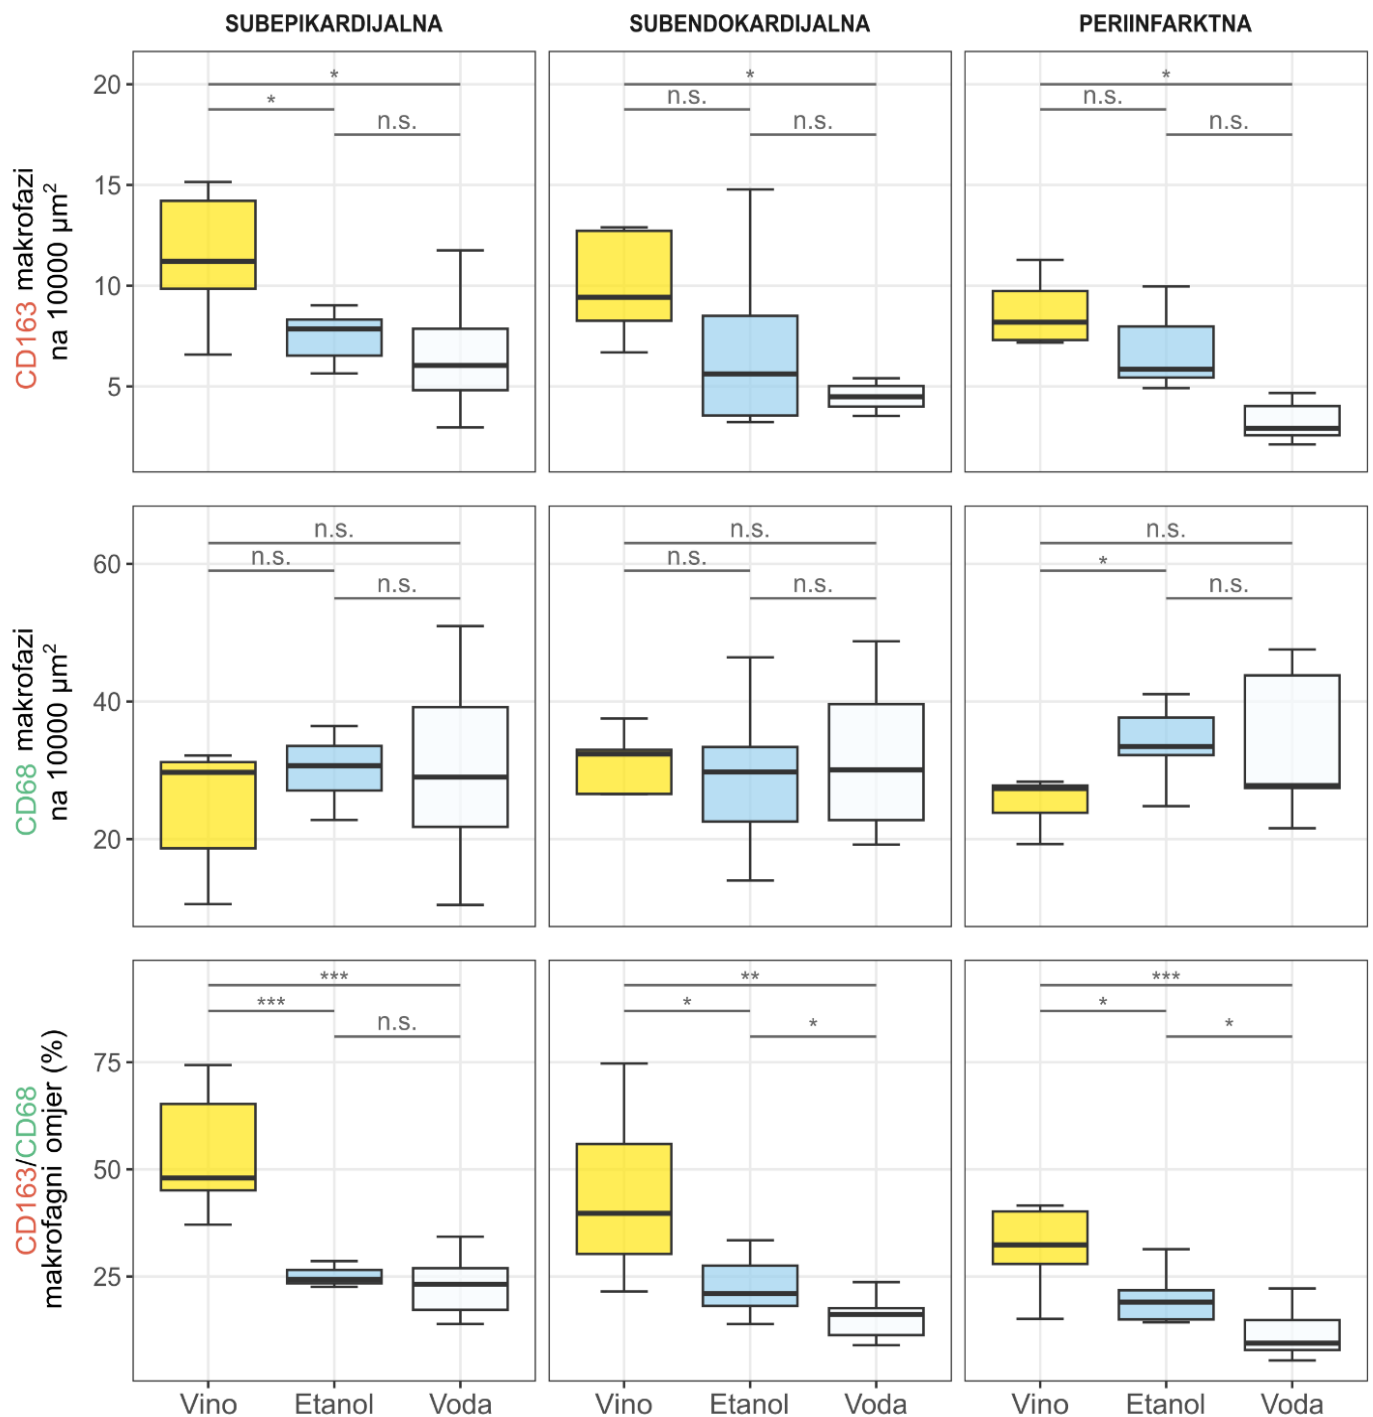 SUBEPIKARDIJALNA
SUBENDOKARDIJALNA
PERIINFARKTNA
CD163 makrofazi
na 10000 µm²
20
15
10
5
*
*
n.s.
*
n.s.
n.s.
*
n.s.
n.s.
CD68 makrofazi
na 10000 µm²
60
40
20
n.s.
n.s.
n.s.
n.s.
n.s.
n.s.
n.s.
*
n.s.
CD163/CD68
makrofagni omjer (%)
75
50
25
***
***
n.s.
**
*
*
***
*
*
Vino Etanol Voda
Vino Etanol Voda
Vino Etanol Voda